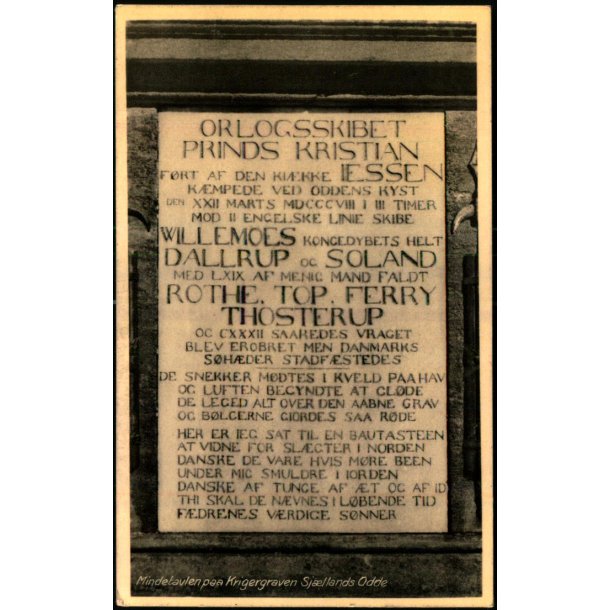 ORLOGSSKIBET
PRINDS KRISTIAN
FØRT AF DEN KIÆKKE IESSEN
KÆMPEDE VED ODDENS KYST
DEN XXII MARTS MDCCCVIII I III TIMER
MOD II ENGELSKE LINIE SKIBE
WILLEMOES KONGEDYBETS HELT
DALLRUP OG SOLAND
MED LXIX AF MENIG MAND FALDT
ROTHE, TOP, FERRY
THOSTERUP
OG CXXXII SAAREDES VRAGET
BLEV EROBRET MEN DANMARKS
SØHÆDER STADFÆSTEDES
DE SNEKKER MØDTES I KVELD PAA HAV
OG LUFTEN BEGYNDTE AT GLØDE
DE LEGED ALT OVER DEN AABNE GRAV
OG BØLGERNE GIORDES SAA RØDE
HER ER IEG SAT TIL EN BAUTASTEEN
AT VIDNE FOR SLÆGTER I NORDEN
DANSKE DE VARE HVIS MØRE BEEN
UNDER MIG SMULDRE I IORDEN
DANSKE AF TUNGE AF ÆT OG AF ID
THI SKAL DE NÆVNES I LØBENDE TID
FÆDRENES VÆRDIGE SØNNER
Mindetavlen paa Krigergraven Sjællands Odde